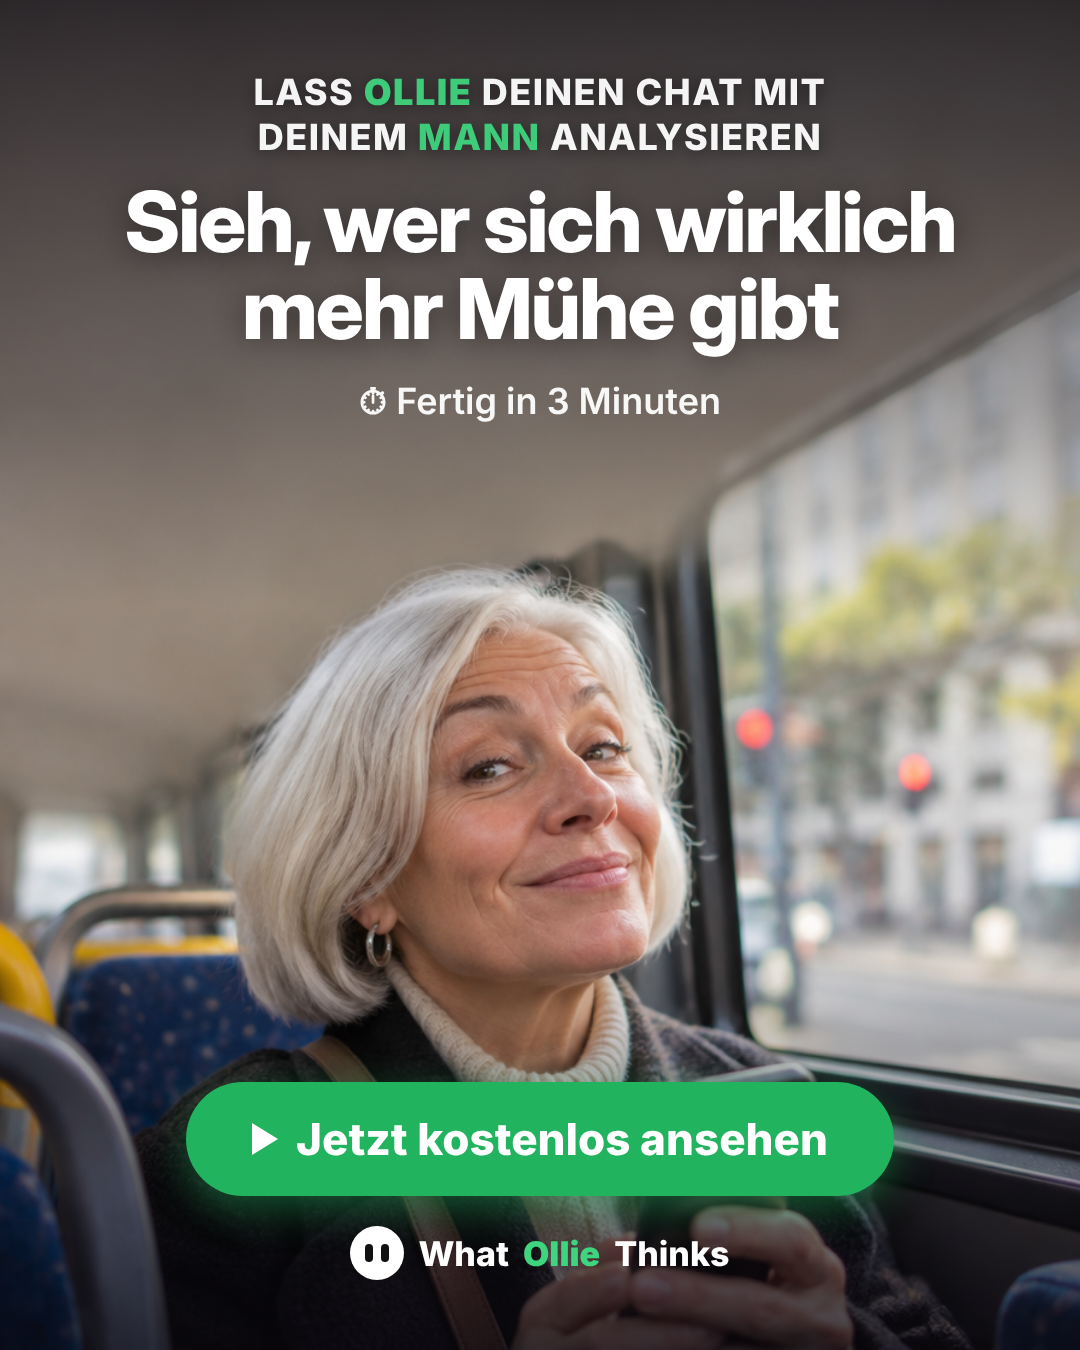 LASS OLLIE DEINEN CHAT MIT
DEINEM MANN ANALYSIEREN
Sieh, wer sich wirklich
mehr Mühe gibt
⏱ Fertig in 3 Minuten
▶ Jetzt kostenlos ansehen
What Ollie Thinks